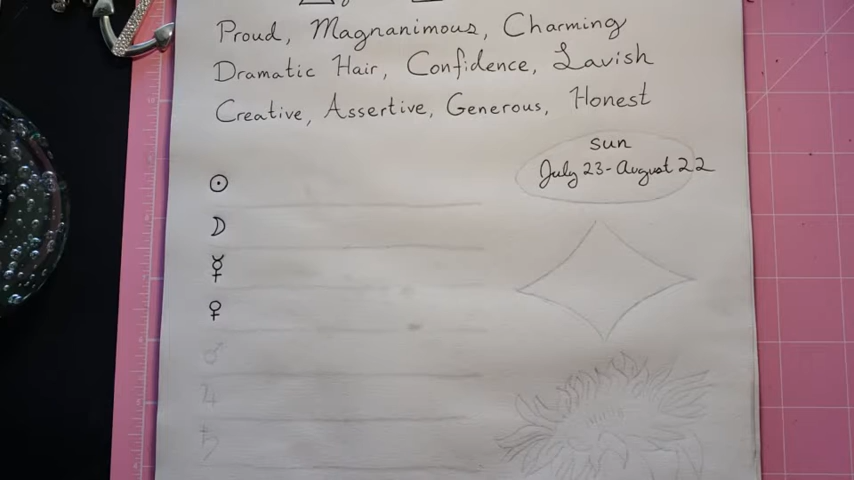 Proud, Magnanimous, Charming
Dramatic Hair, Confidence, Lavish
Creative, Assertive, Generous, Honest
Sun
July 23-August 22
☉
☽
☿
♀
♂
♃
♄